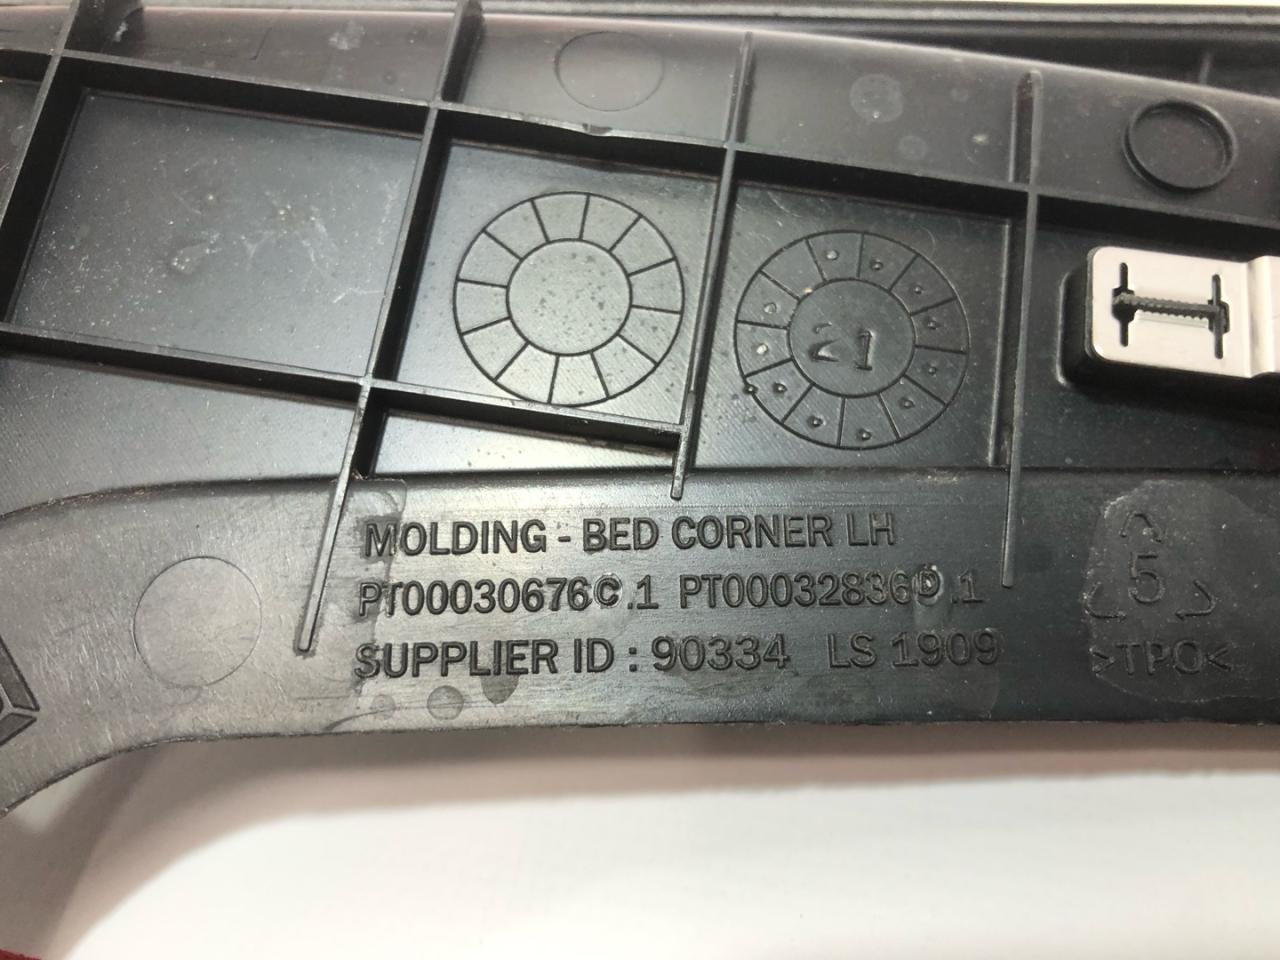 21
MOLDING - BED CORNER LH
PT00030676C.1 PT00032836D.1
SUPPLIER ID : 90334 LS 1909
5
>TPO<